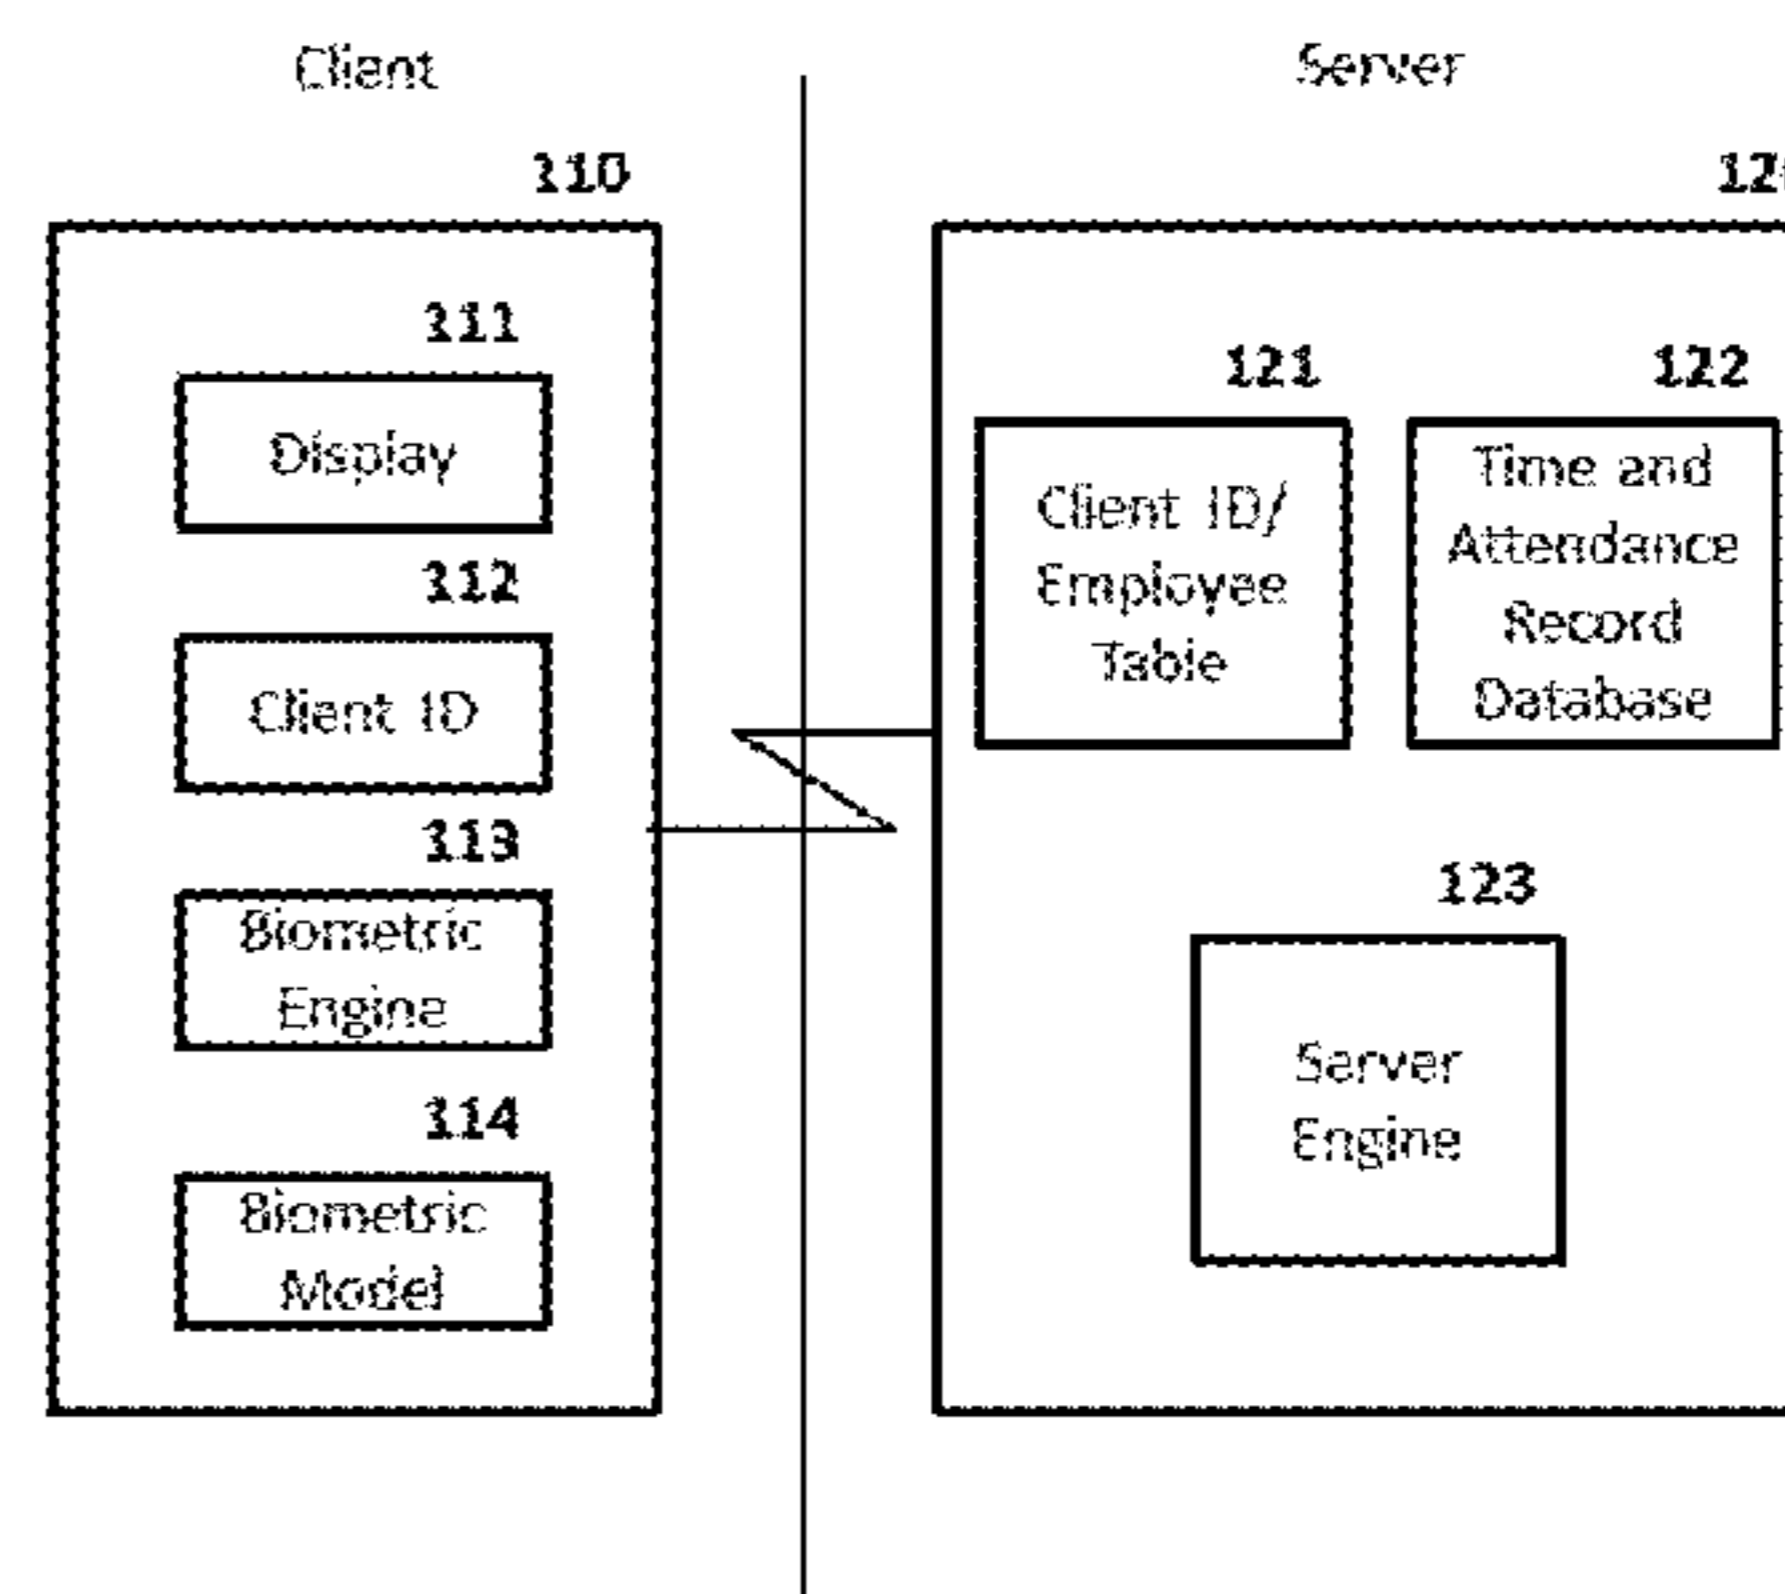 Client
Server
110
111
Display
112
Client ID
113
Biometric
Engine
114
Biometric
Model
121
Client ID/
Employee
Table
122
Time and
Attendance
Record
Database
123
Server
Engine